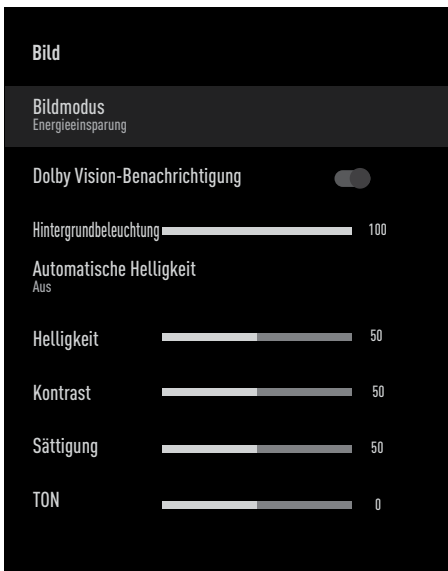 Bild
Bildmodus
Energieeinsparung
Dolby Vision-Benachrichtigung
Hintergrundbeleuchtung 100
Automatische Helligkeit
Aus
Helligkeit 50
Kontrast 50
Sättigung 50
TON 0